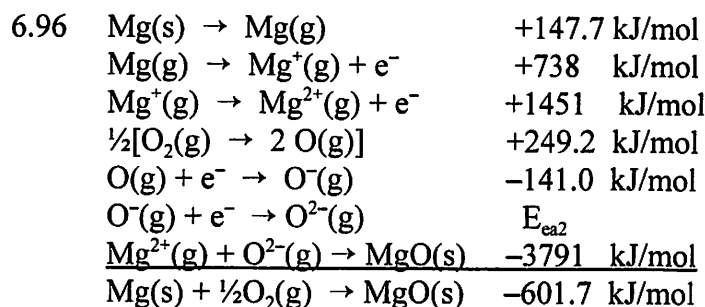 6.96 Mg(s) → Mg(g) +147.7 kJ/mol
Mg(g) → Mg⁺(g) + e⁻ +738 kJ/mol
Mg⁺(g) → Mg²⁺(g) + e⁻ +1451 kJ/mol
½[O₂(g) → 2 O(g)] +249.2 kJ/mol
O(g) + e⁻ → O⁻(g) –141.0 kJ/mol
O⁻(g) + e⁻ → O²⁻(g) Eₑₐ₂
Mg²⁺(g) + O²⁻(g) → MgO(s) –3791 kJ/mol
Mg(s) + ½O₂(g) → MgO(s) –601.7 kJ/mol